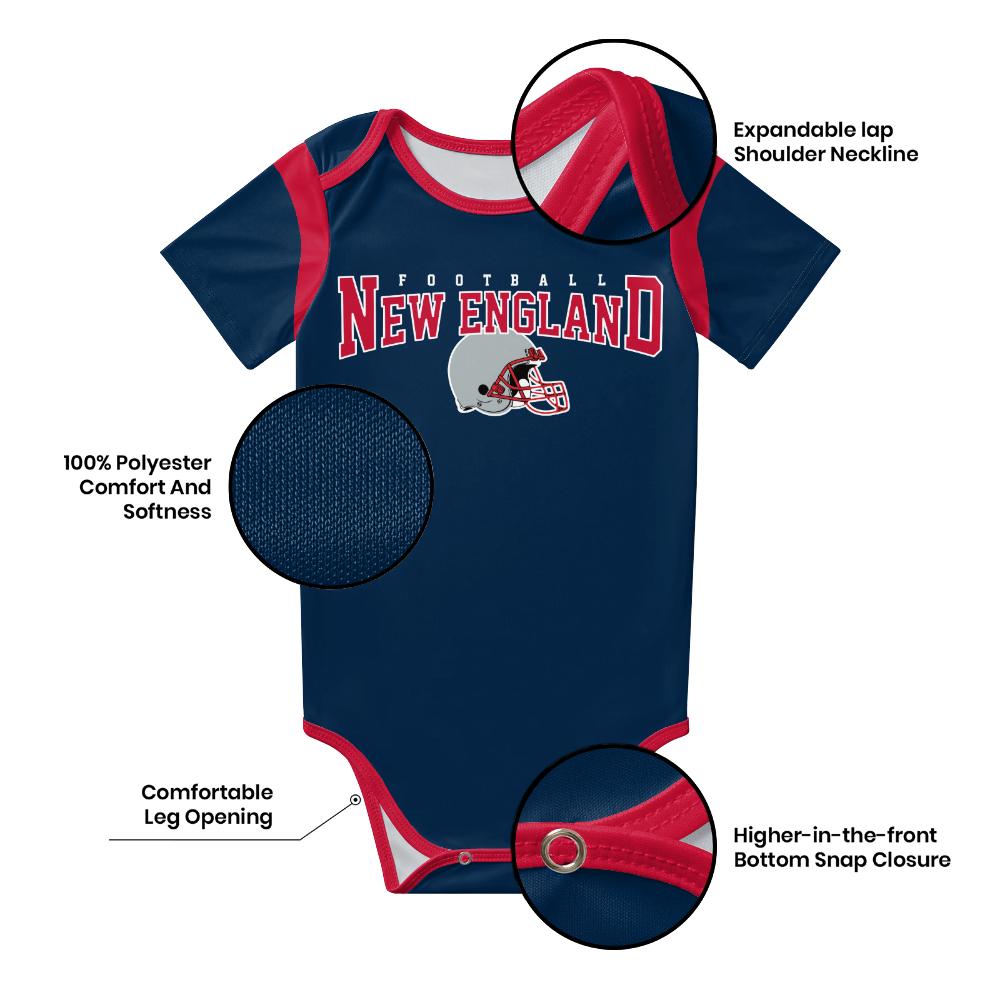 Expandable lap
Shoulder Neckline
FOOTBALL
NEW ENGLAND
100% Polyester
Comfort And
Softness
Comfortable
Leg Opening
Higher-in-the-front
Bottom Snap Closure